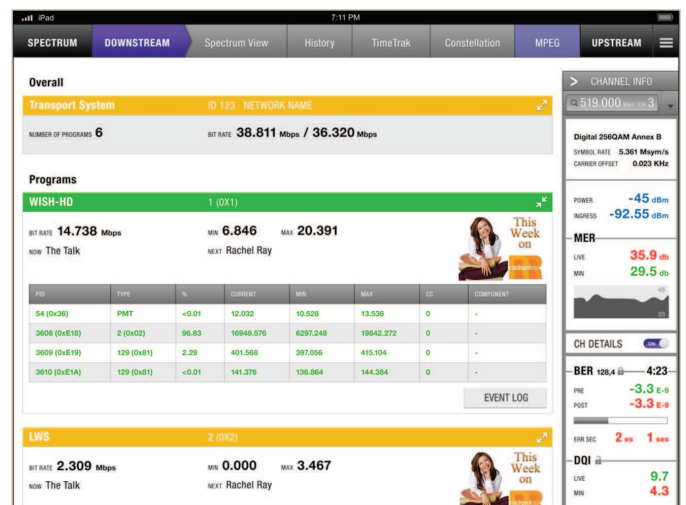 iPad 7:11 PM
SPECTRUM DOWNSTREAM Spectrum View History TimeTrak Constellation MPEG UPSTREAM
Overall
Transport System ID 123 NETWORK NAME
NUMBER OF PROGRAMS 6 BIT RATE 38.811 Mbps / 36.320 Mbps
Programs
WISH-HD 1 (0X1)
BIT RATE 14.738 Mbps MIN 6.846 MAX 20.391
NOW The Talk NEXT Rachel Ray
This
Week
on
PID TYPE % CURRENT MIN MAX CC COMPONENT
54 (0x36) PMT <0.01 12.032 10.528 13.536 0 -
3608 (0xE18) 2 (0x02) 96.83 16948.576 6297.248 19842.272 0 -
3609 (0xE19) 129 (0x81) 2.29 401.568 397.056 415.104 0 -
3610 (0xE1A) 129 (0x81) <0.01 141.376 136.864 144.384 0 -
EVENT LOG
LWS 2 (0X2)
BIT RATE 2.309 Mbps MIN 0.000 MAX 3.467
NOW The Talk NEXT Rachel Ray
This
Week
on
> CHANNEL INFO
519.000 MHz CH 3
Digital 256QAM Annex B
SYMBOL RATE 5.361 Msym/s
CARRIER OFFSET 0.023 KHz
POWER -45 dBm
INGRESS -92.55 dBm
MER
LIVE 35.9 db
MIN 29.5 db
45
25
CH DETAILS ON
BER 128,4 4:23
PRE -3.3 E-9
POST -3.3 E-9
ERR SEC 2 es 1 ses
DQI
LIVE 9.7
MIN 4.3